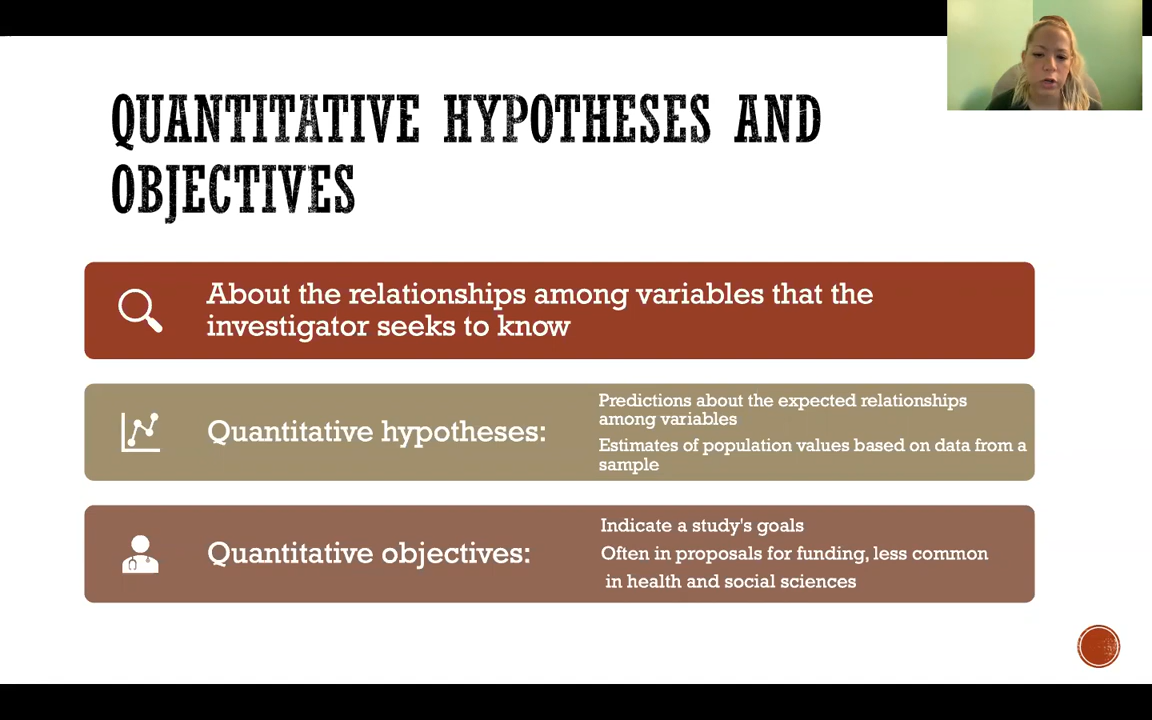 QUANTITATIVE HYPOTHESES AND
OBJECTIVES
About the relationships among variables that the
investigator seeks to know
Quantitative hypotheses:
Predictions about the expected relationships
among variables
Estimates of population values based on data from a
sample
Quantitative objectives:
Indicate a study's goals
Often in proposals for funding, less common
in health and social sciences